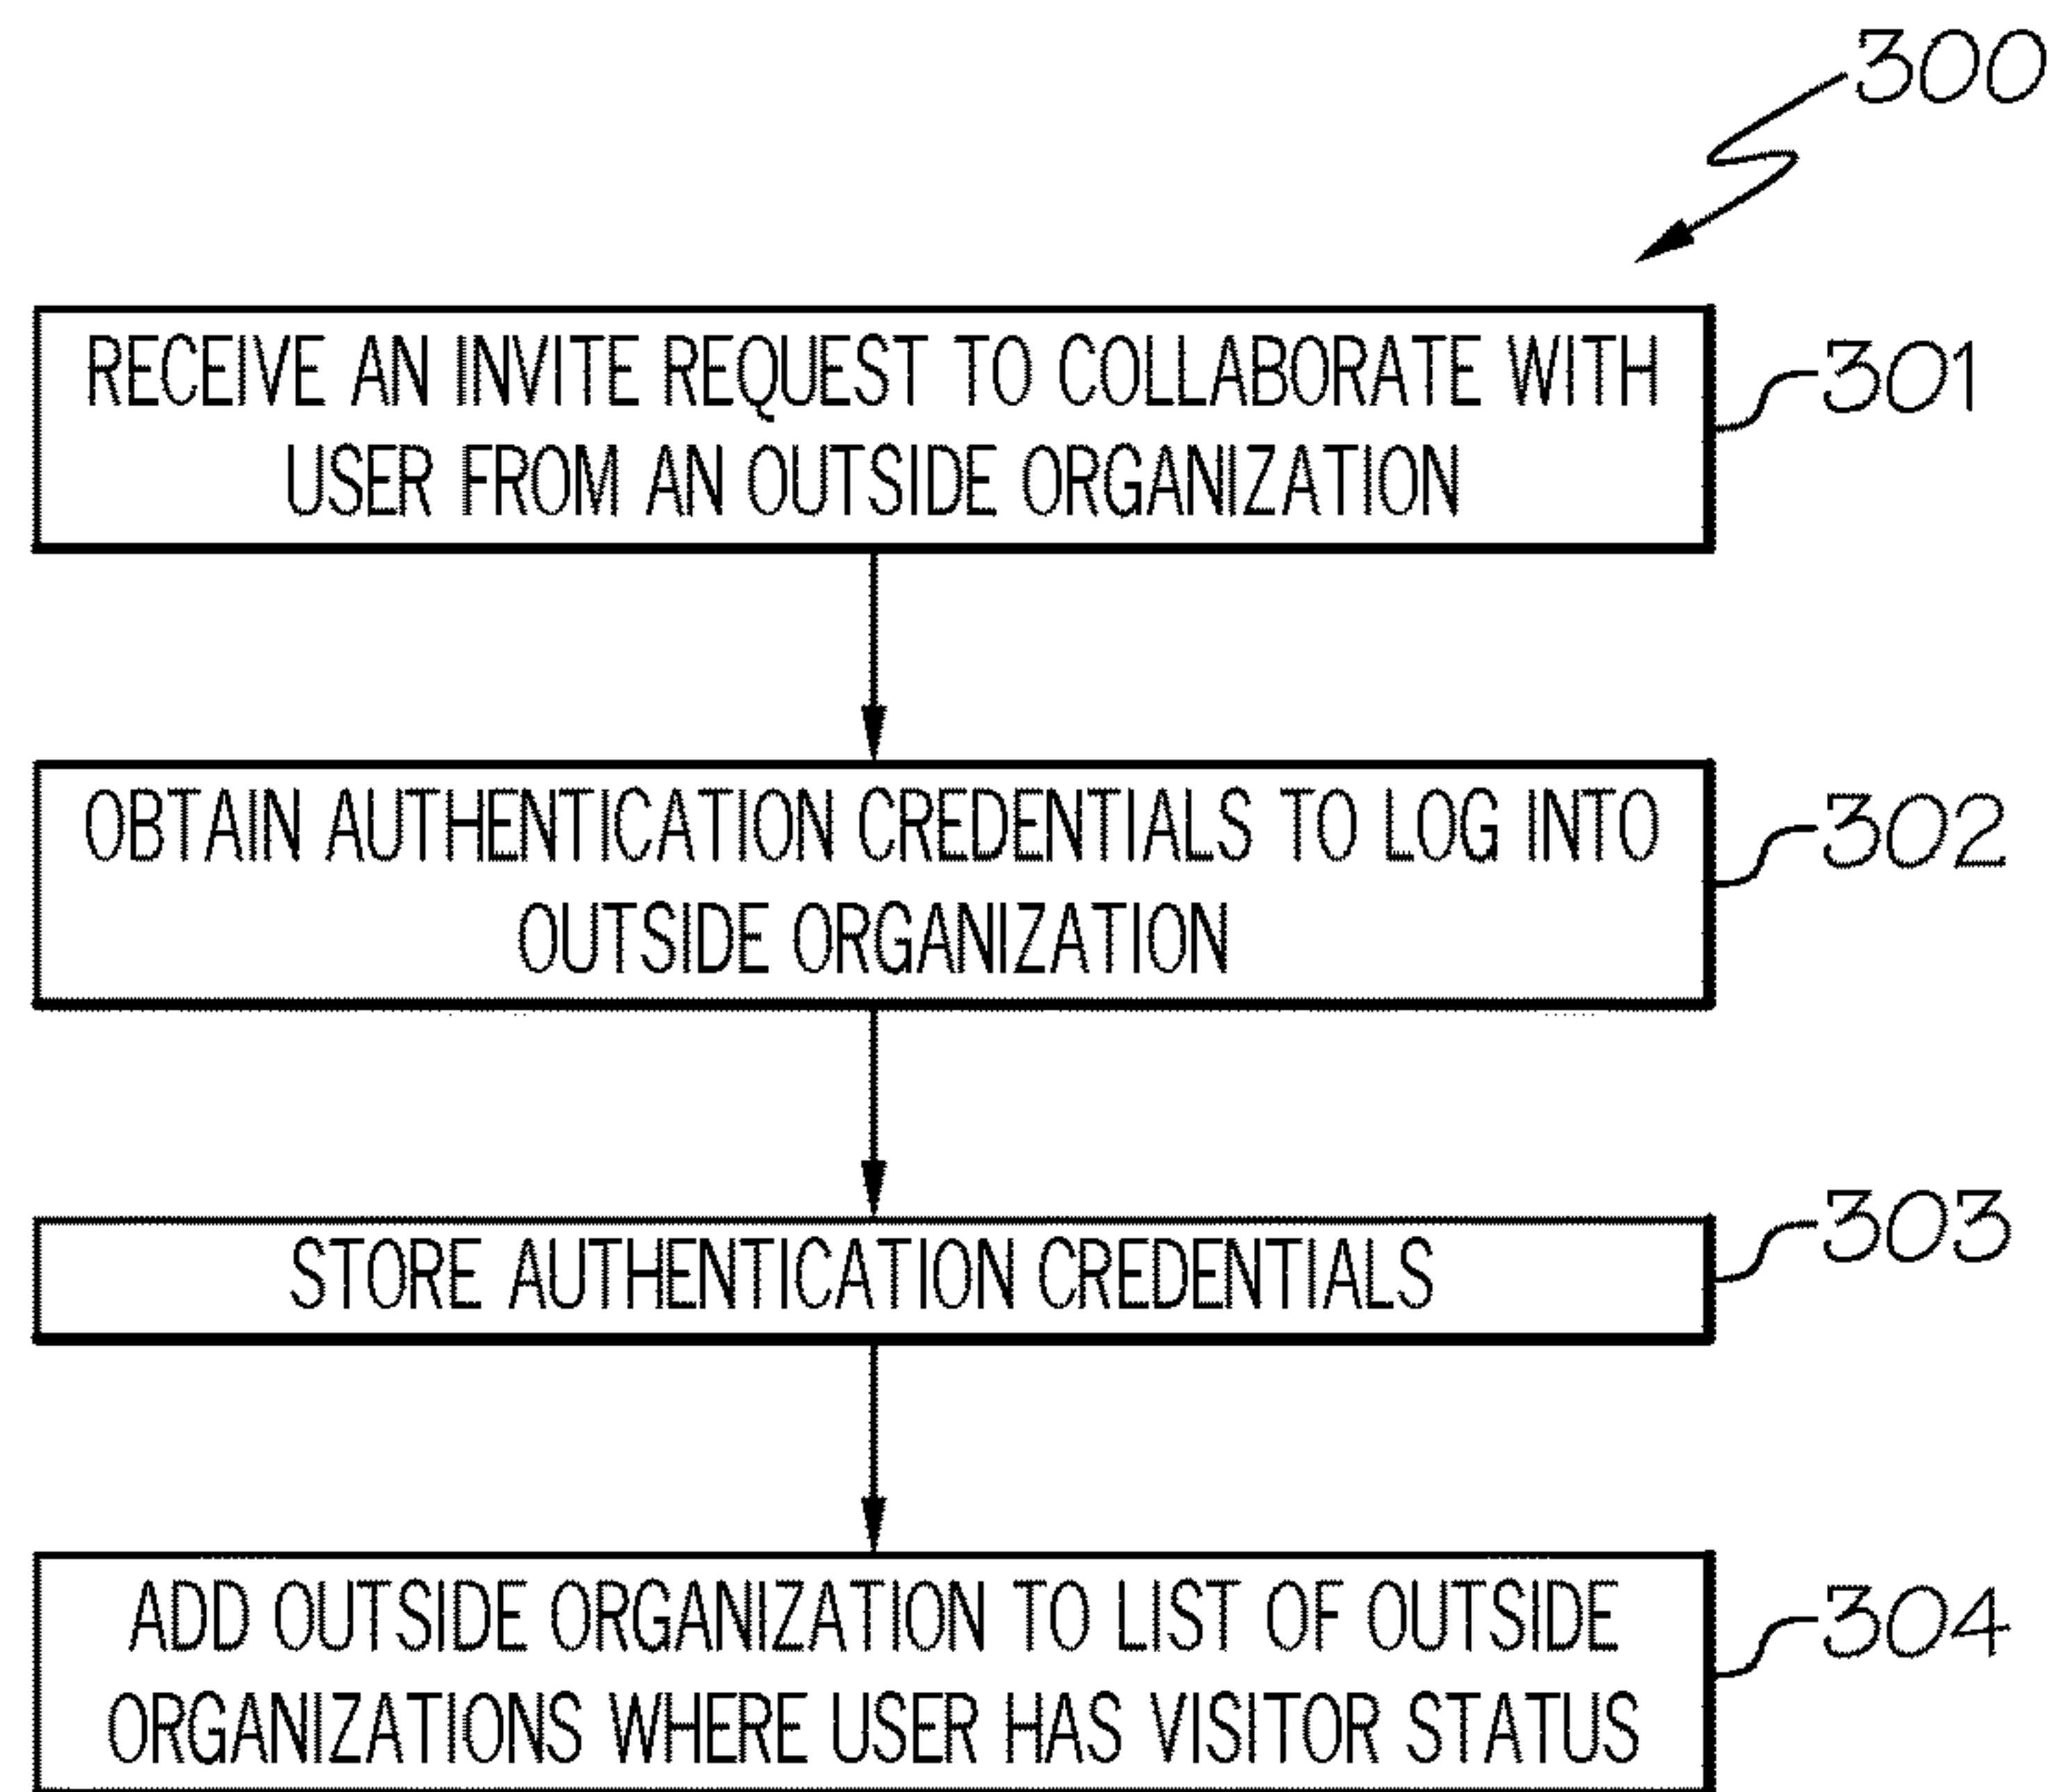 300
RECEIVE AN INVITE REQUEST TO COLLABORATE WITH
USER FROM AN OUTSIDE ORGANIZATION
301
OBTAIN AUTHENTICATION CREDENTIALS TO LOG INTO
OUTSIDE ORGANIZATION
302
STORE AUTHENTICATION CREDENTIALS
303
ADD OUTSIDE ORGANIZATION TO LIST OF OUTSIDE
ORGANIZATIONS WHERE USER HAS VISITOR STATUS
304